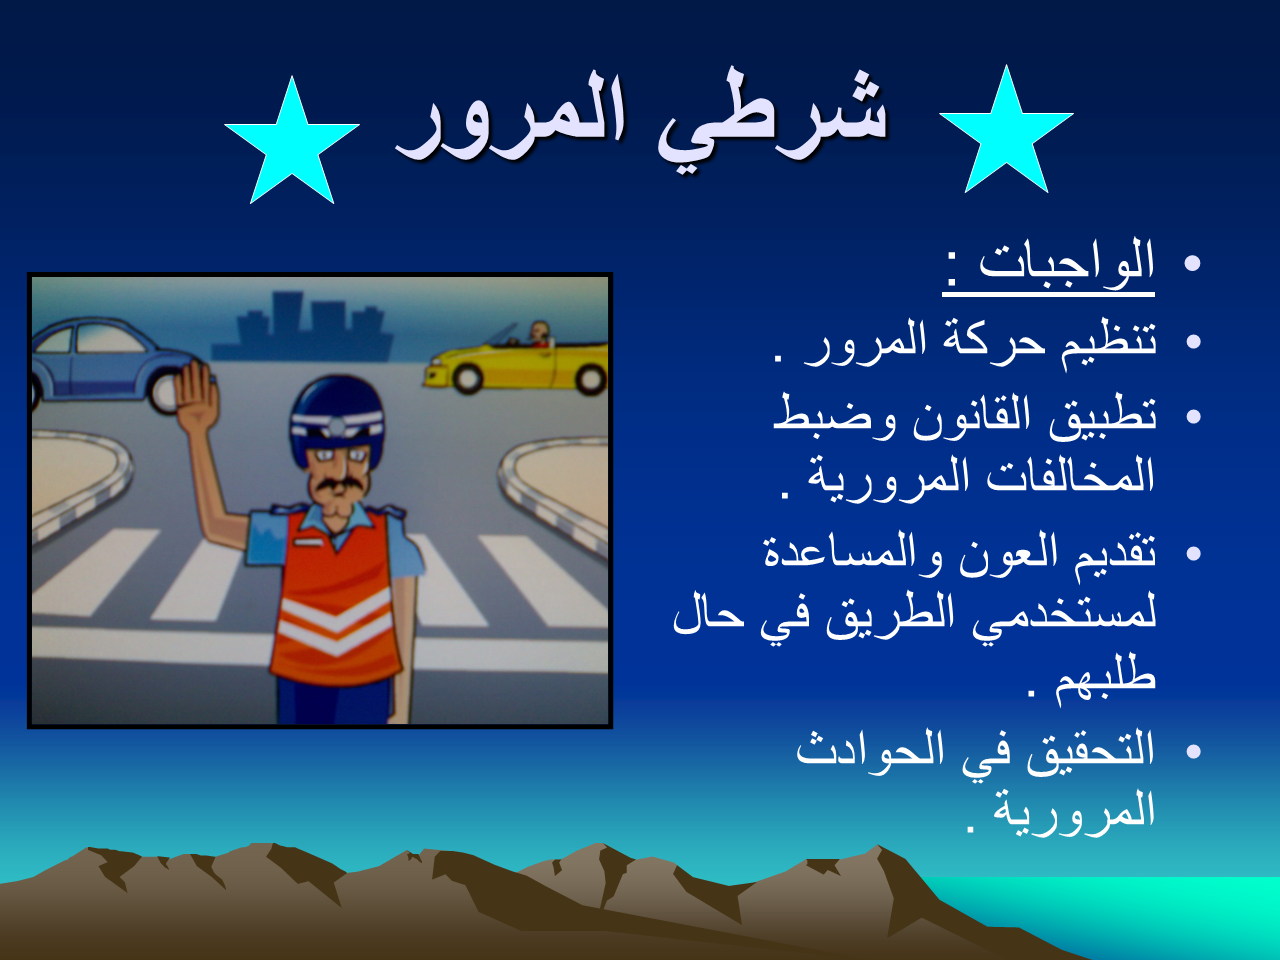 شرطي المرور
• الواجبات :
• تنظيم حركة المرور .
• تطبيق القانون وضبط
المخالفات المرورية .
• تقديم العون والمساعدة
لمستخدمي الطريق في حال
طلبهم .
• التحقيق في الحوادث
المرورية .